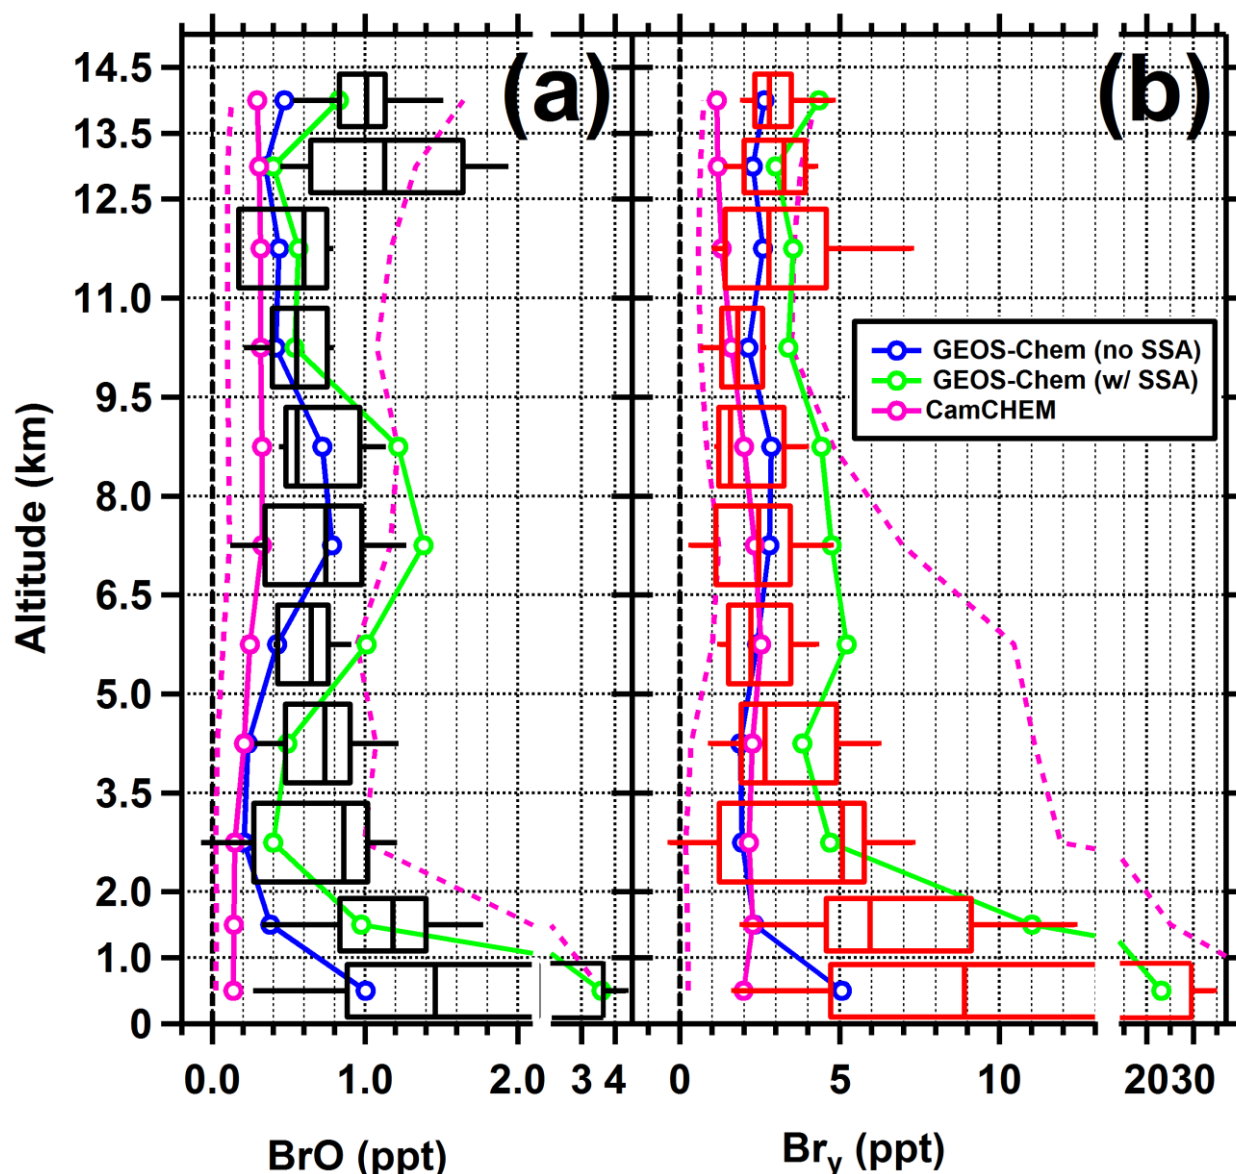 (a)
(b)
14.5
13.5
12.5
11.0
9.5
8.0
6.5
5.0
3.5
2.0
1.0
0
Altitude (km)
GEOS-Chem (no SSA)
GEOS-Chem (w/ SSA)
CamCHEM
0.0 1.0 2.0 3 4 0 5 10 20 30
BrO (ppt) Brᵧ (ppt)